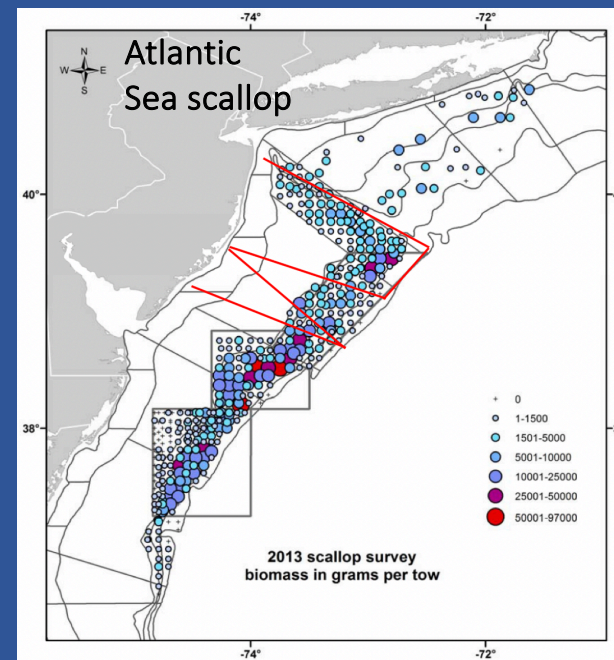 -74°
-72°
N
W
E
S
Atlantic
Sea scallop
40°
38°
0
1-1500
1501-5000
5001-10000
10001-25000
25001-50000
50001-97000
2013 scallop survey
biomass in grams per tow
-74°
-72°